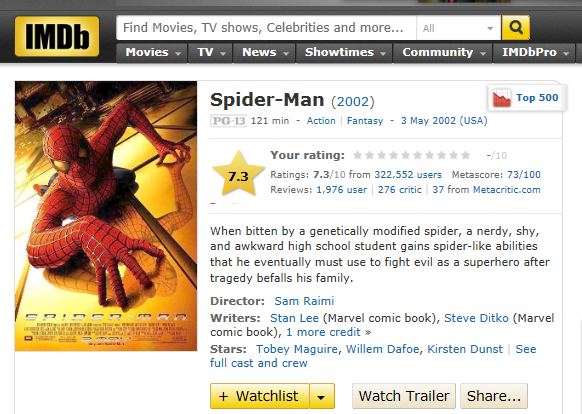 IMDb
Find Movies, TV shows, Celebrities and more...
All
Movies
TV
News
Showtimes
Community
IMDbPro
Spider-Man (2002)
Top 500
PG-13 121 min - Action | Fantasy - 3 May 2002 (USA)
7.3
Your rating: -/10
Ratings: 7.3/10 from 322,552 users Metascore: 73/100
Reviews: 1,976 user | 276 critic | 37 from Metacritic.com
When bitten by a genetically modified spider, a nerdy, shy,
and awkward high school student gains spider-like abilities
that he eventually must use to fight evil as a superhero after
tragedy befalls his family.
Director: Sam Raimi
Writers: Stan Lee (Marvel comic book), Steve Ditko (Marvel
comic book), 1 more credit »
Stars: Tobey Maguire, Willem Dafoe, Kirsten Dunst | See
full cast and crew
SPIDER-MAN
+ Watchlist
Watch Trailer
Share...